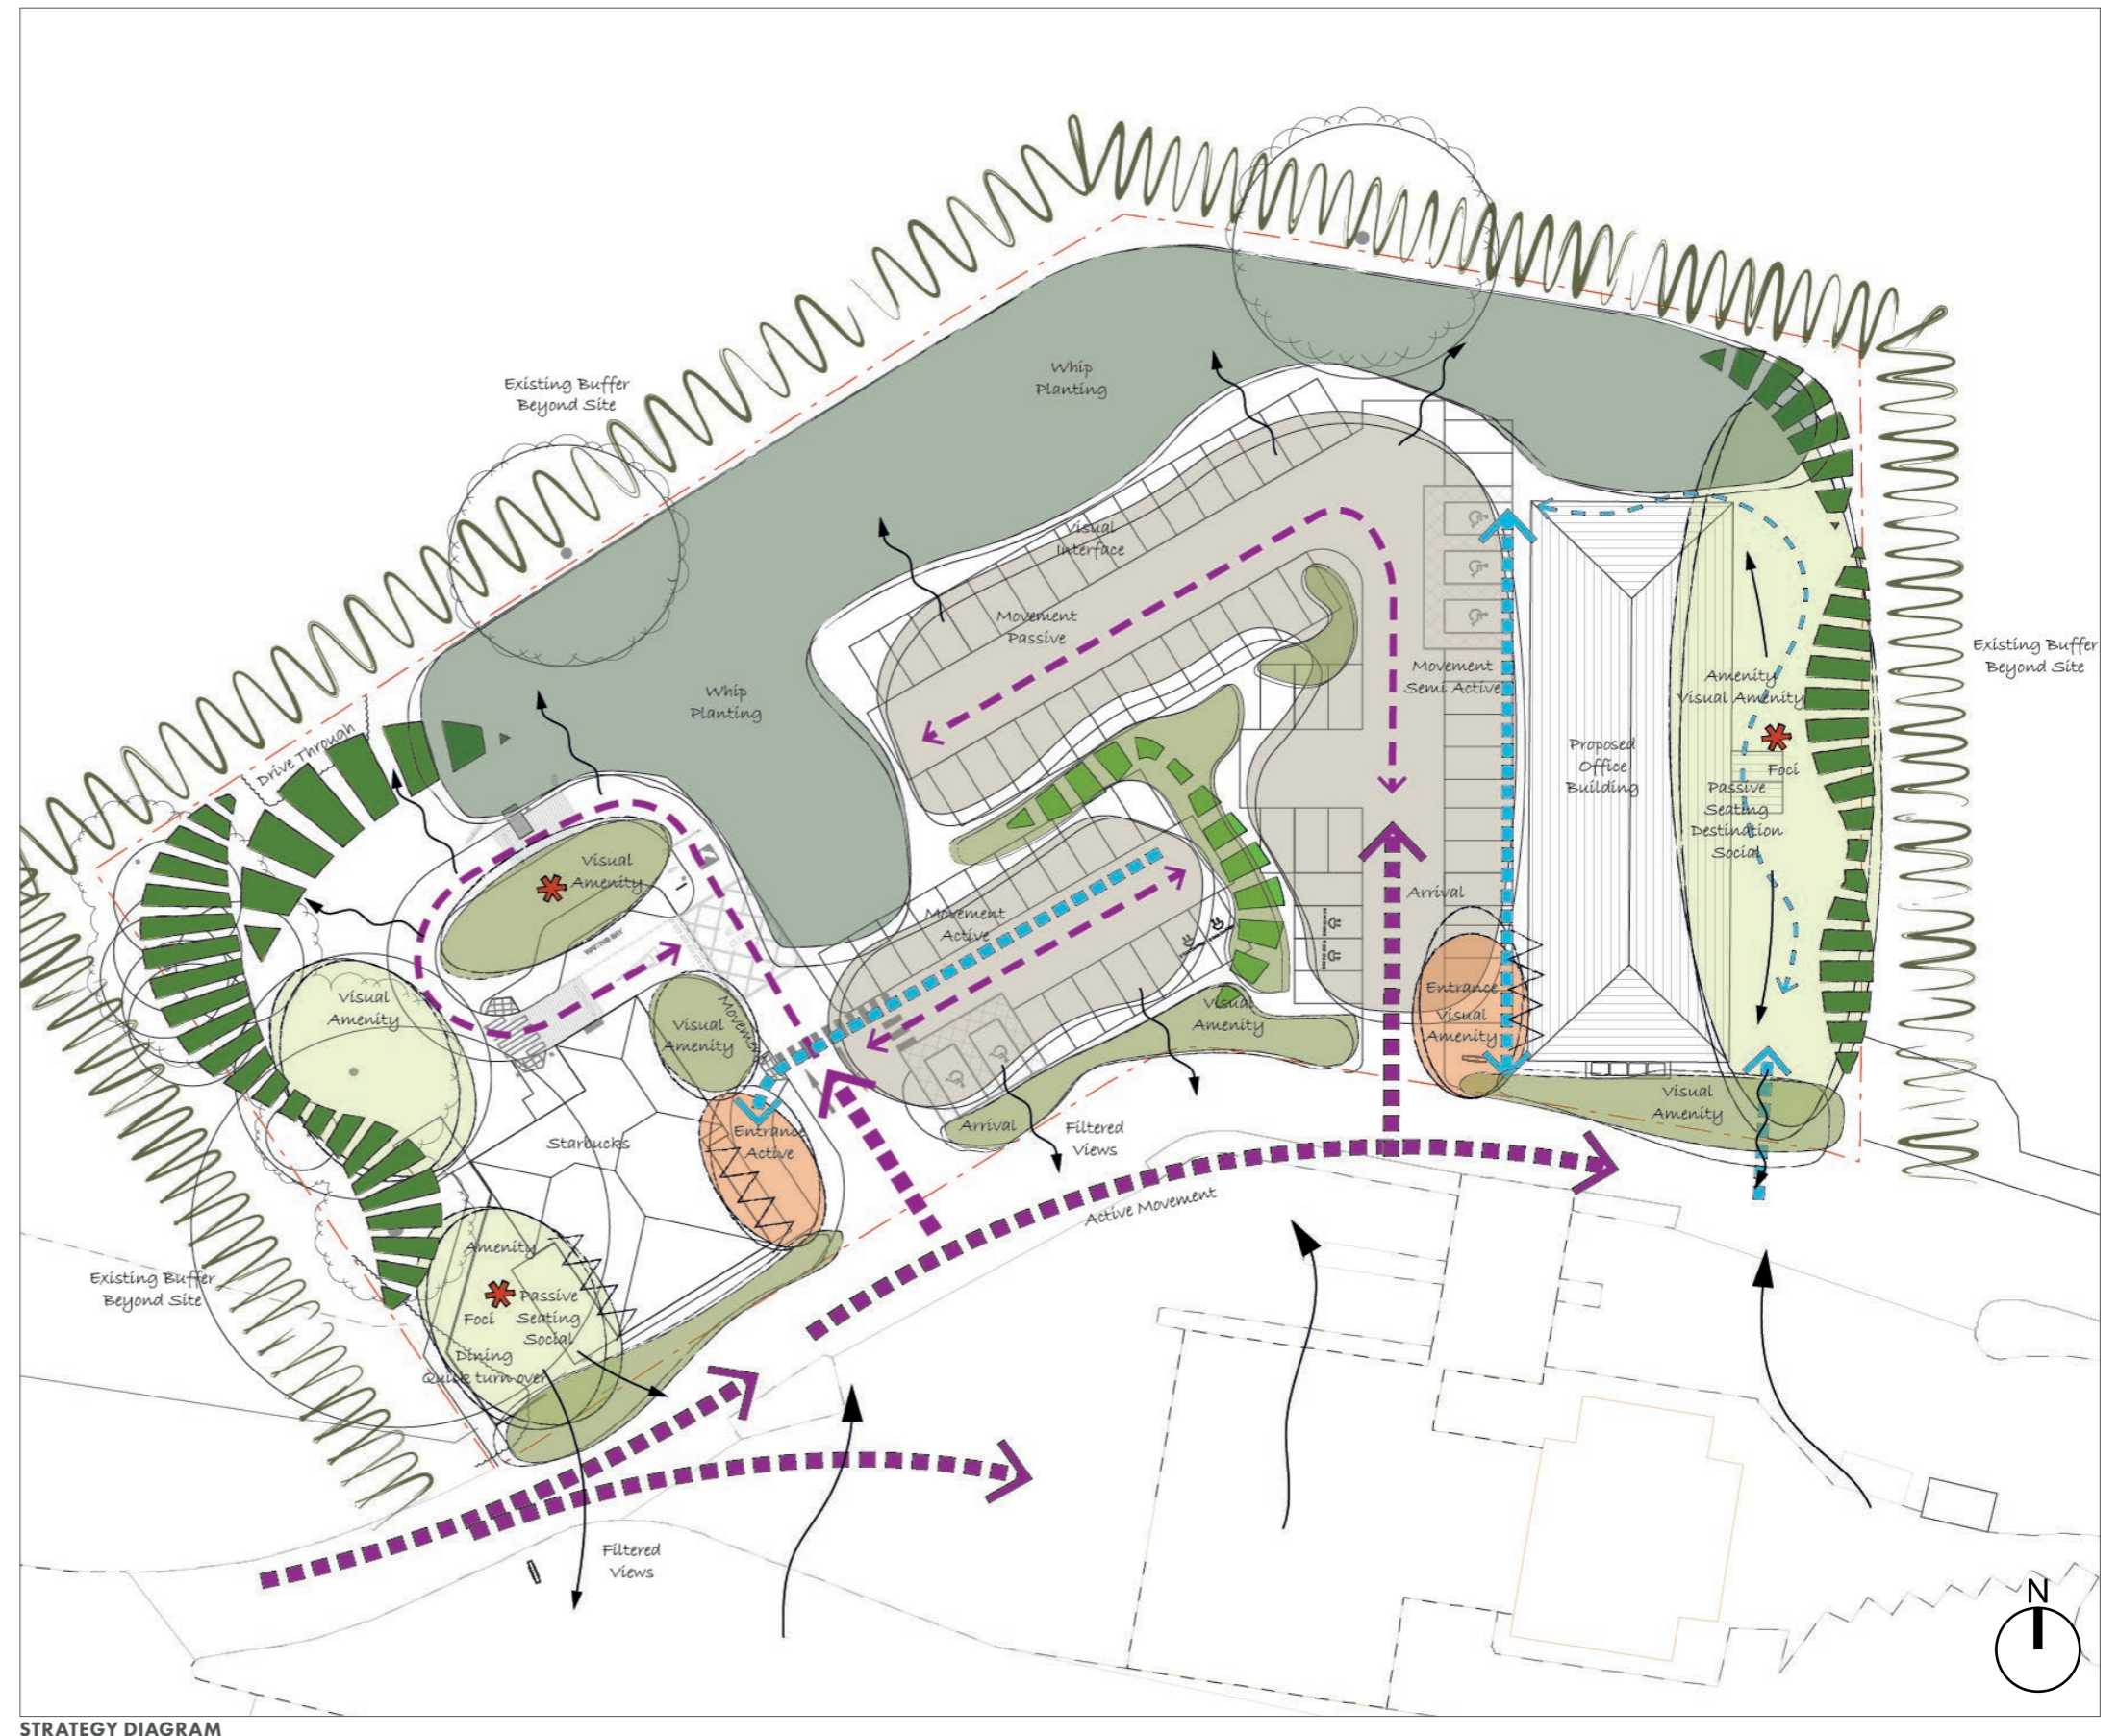 Existing Buffer
Beyond Site
Whip
Planting
Visual
Interface
Movement
Passive
Whip
Planting
Drive Through
Visual
Amenity
Movement
Semi Active
Existing Buffer
Beyond Site
Amenity
Visual Amenity
Foci
Passive
Seating
Destination
Social
Proposed
Office
Building
Arrival
Movement
Active
WAITING BAY
Visual
Amenity
Visual
Amenity
Movement
Visual
Amenity
Entrance
Visual
Amenity
Visual
Amenity
Arrival
Filtered
Views
Entrance
Active
Starbucks
Active Movement
Existing Buffer
Beyond Site
Amenity
Foci
Passive
Seating
Social
Dining
Quick turn over
Filtered
Views
N
STRATEGY DIAGRAM